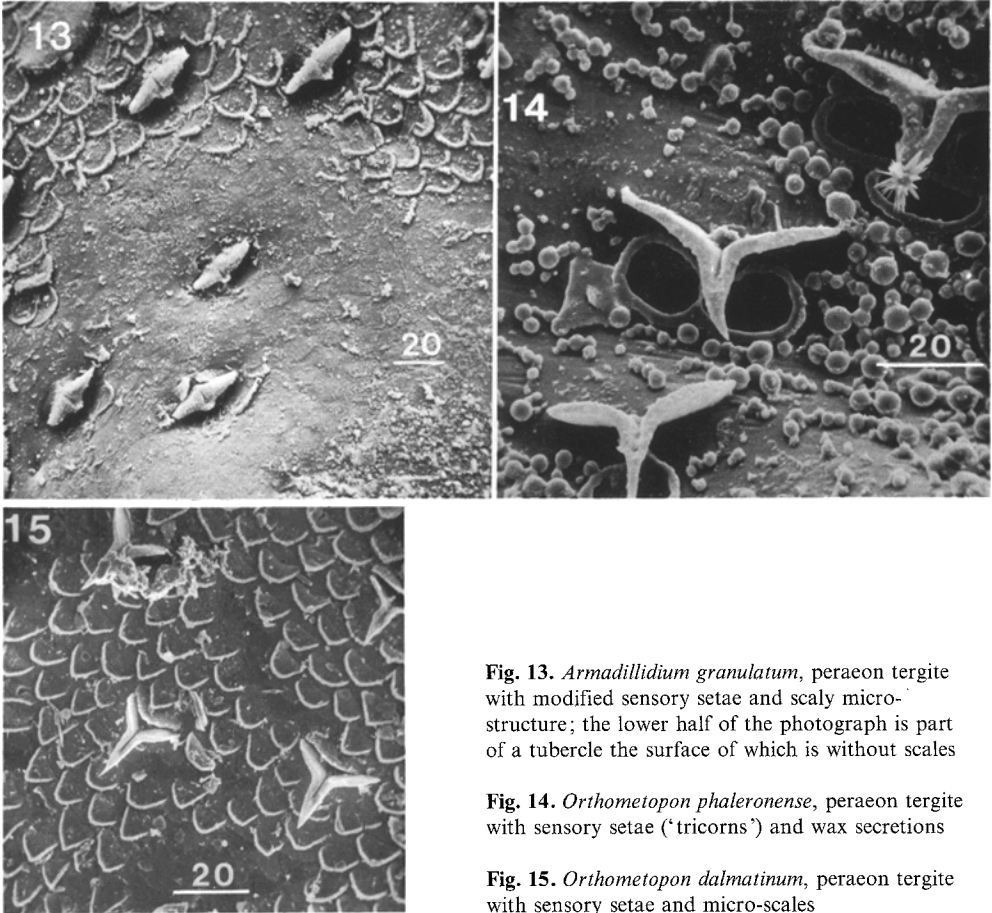 13
20
14
20
15
20
Fig. 13. Armadillidium granulatum, peraeon tergite
with modified sensory setae and scaly micro-
structure; the lower half of the photograph is part
of a tubercle the surface of which is without scales
Fig. 14. Orthometopon phaleronense, peraeon tergite
with sensory setae (‘tricorns’) and wax secretions
Fig. 15. Orthometopon dalmatinum, peraeon tergite
with sensory setae and micro-scales